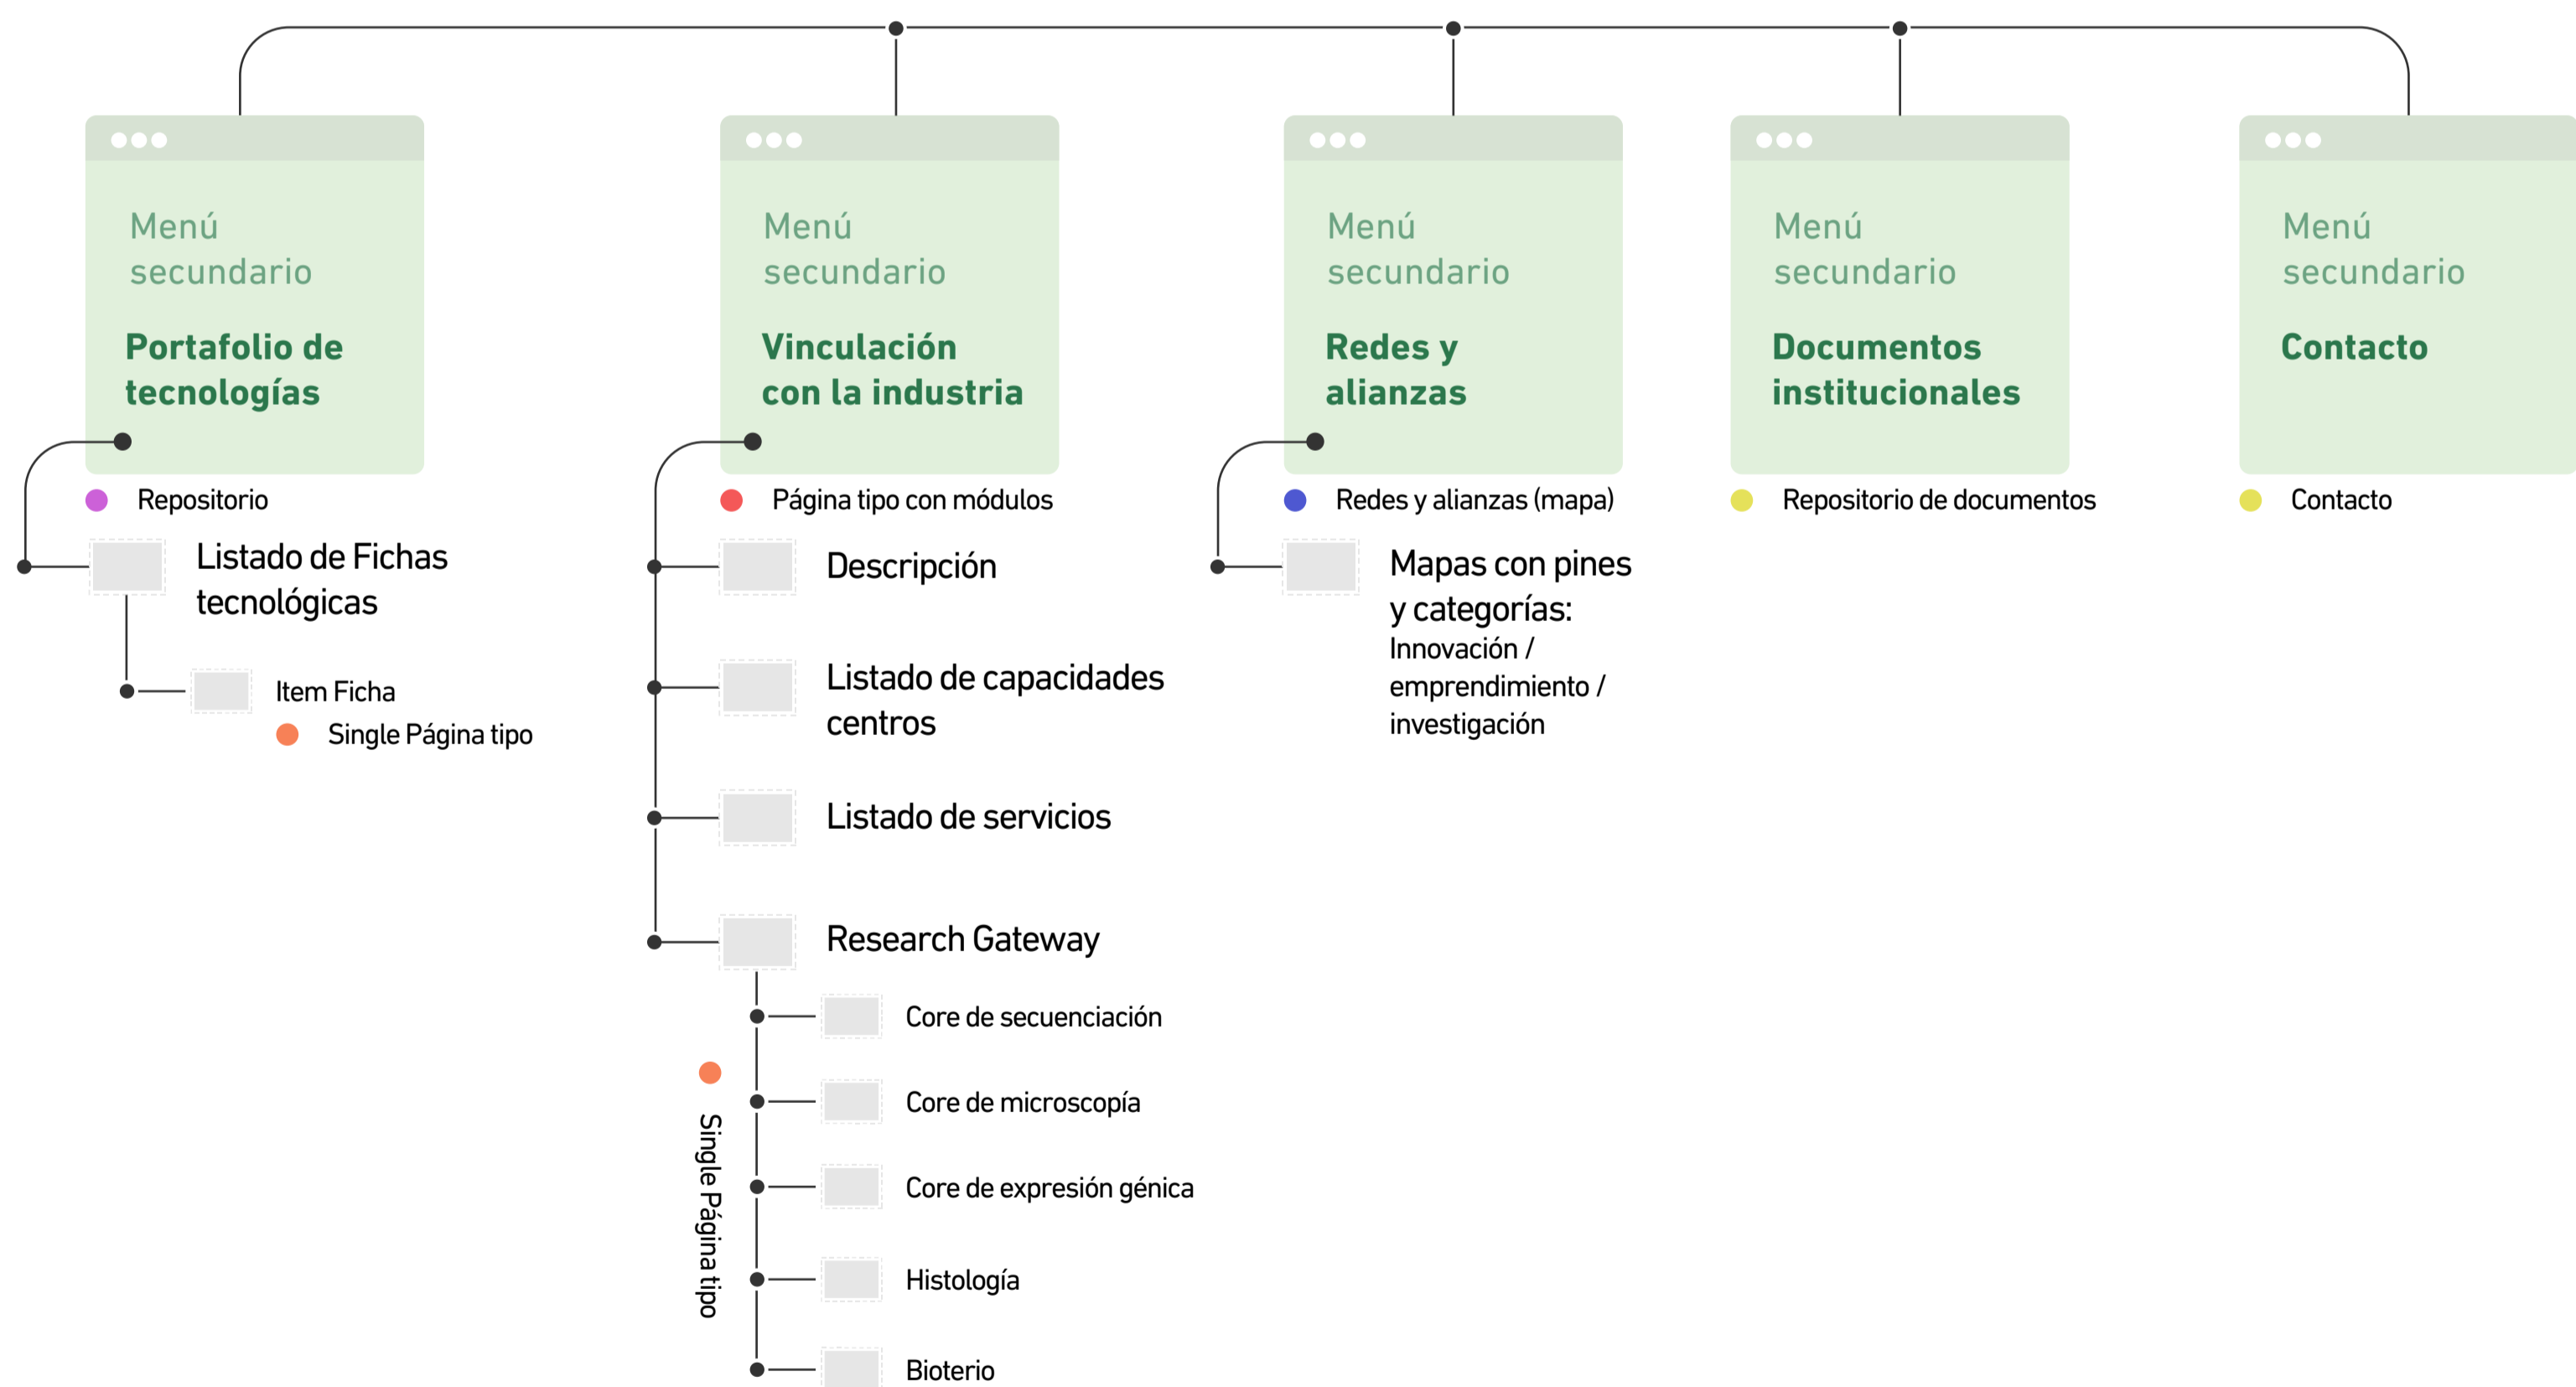 Menú
secundario
Portafolio de
tecnologías
Repositorio
Listado de Fichas
tecnológicas
Item Ficha
Single Página tipo
Menú
secundario
Vinculación
con la industria
Página tipo con módulos
Descripción
Listado de capacidades
centros
Listado de servicios
Research Gateway
Single Página tipo
Core de secuenciación
Core de microscopía
Core de expresión génica
Histología
Bioterio
Menú
secundario
Redes y
alianzas
Redes y alianzas (mapa)
Mapas con pines
y categorías:
Innovación /
emprendimiento /
investigación
Menú
secundario
Documentos
institucionales
Repositorio de documentos
Menú
secundario
Contacto
Contacto